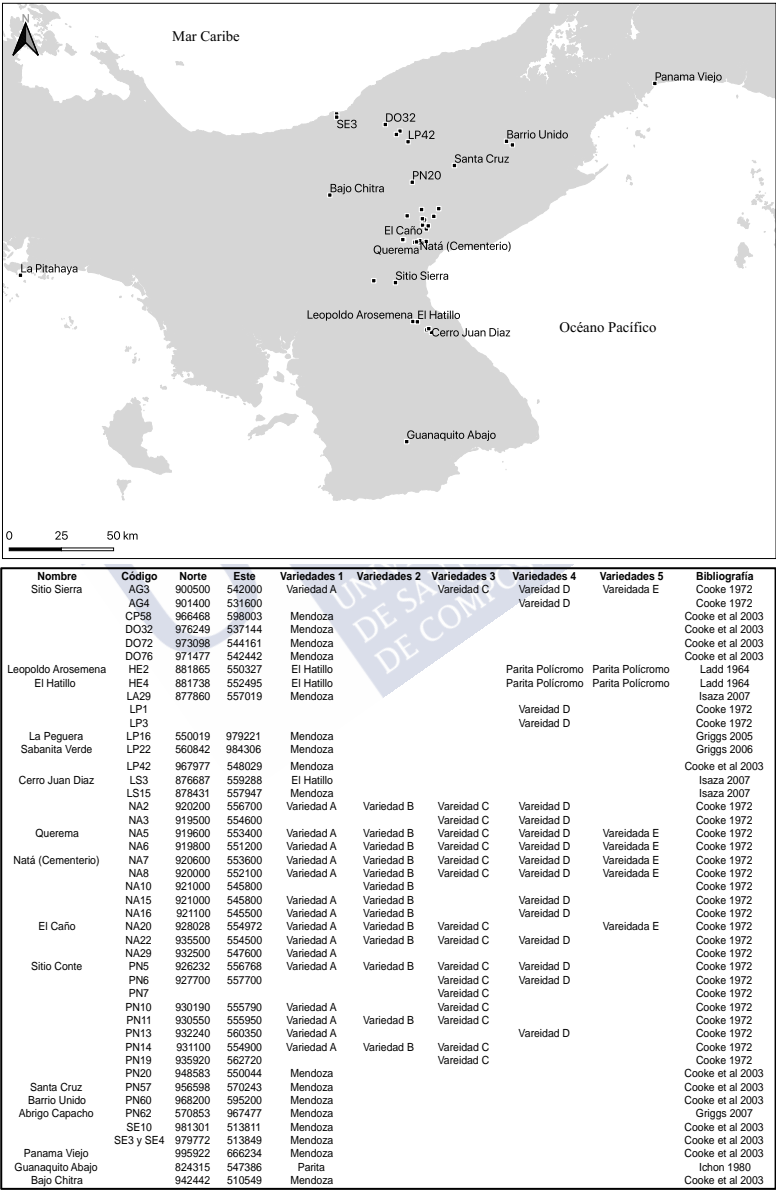 N
Mar Caribe
Panama Viejo
SE3
DO32
LP42
Barrio Unido
Santa Cruz
PN20
Bajo Chitra
El Caño
Querema
Natá (Cementerio)
La Pitahaya
Sitio Sierra
Leopoldo Arosemena
El Hatillo
Océano Pacífico
Cerro Juan Diaz
Guanaquito Abajo
0 25 50 km
Nombre Código Norte Este Variedades 1 Variedades 2 Variedades 3 Variedades 4 Variedades 5 Bibliografía
Sitio Sierra AG3 900500 542000 Variedad A Vareidad C Vareidad D Vareidada E Cooke 1972
AG4 901400 531600 Vareidad D Cooke 1972
CP58 966468 598003 Mendoza Cooke et al 2003
DO32 976249 537144 Mendoza Cooke et al 2003
DO72 973098 544161 Mendoza Cooke et al 2003
DO76 971477 542442 Mendoza Cooke et al 2003
Leopoldo Arosemena HE2 881865 550327 El Hatillo Parita Polícromo Parita Polícromo Ladd 1964
El Hatillo HE4 881738 552495 El Hatillo Parita Polícromo Parita Polícromo Ladd 1964
LA29 877860 557019 Mendoza Isaza 2007
LP1 Vareidad D Cooke 1972
LP3 Vareidad D Cooke 1972
La Peguera LP16 550019 979221 Mendoza Griggs 2005
Sabanita Verde LP22 560842 984306 Mendoza Griggs 2006
LP42 967977 548029 Mendoza Cooke et al 2003
Cerro Juan Diaz LS3 876687 559288 El Hatillo Isaza 2007
LS15 878431 557947 Mendoza Isaza 2007
NA2 920200 556700 Variedad A Variedad B Vareidad C Vareidad D Cooke 1972
NA3 919500 554600 Vareidad C Vareidad D Cooke 1972
Querema NA5 919600 553400 Variedad A Variedad B Vareidad C Vareidad D Vareidada E Cooke 1972
NA6 919800 551200 Variedad A Variedad B Vareidad C Vareidad D Vareidada E Cooke 1972
Natá (Cementerio) NA7 920600 553600 Variedad A Variedad B Vareidad C Vareidad D Vareidada E Cooke 1972
NA8 920000 552100 Variedad A Variedad B Vareidad C Vareidad D Vareidada E Cooke 1972
NA10 921000 545800 Variedad B Cooke 1972
NA15 921000 545800 Variedad A Variedad B Vareidad D Cooke 1972
NA16 921100 545500 Variedad A Variedad B Vareidad D Cooke 1972
El Caño NA20 928028 554972 Variedad A Variedad B Vareidad C Vareidada E Cooke 1972
NA22 935500 554500 Variedad A Variedad B Vareidad C Vareidad D Cooke 1972
NA29 932500 547600 Variedad A Cooke 1972
Sitio Conte PN5 926232 556768 Variedad A Variedad B Vareidad C Vareidad D Cooke 1972
PN6 927700 557700 Vareidad C Vareidad D Cooke 1972
PN7 Vareidad C Cooke 1972
PN10 930190 555790 Variedad A Vareidad C Cooke 1972
PN11 930550 555950 Variedad A Variedad B Vareidad C Cooke 1972
PN13 932240 560350 Variedad A Vareidad D Cooke 1972
PN14 931100 554900 Variedad A Variedad B Vareidad C Cooke 1972
PN19 935920 562720 Vareidad C Cooke 1972
PN20 948583 550044 Mendoza Cooke et al 2003
Santa Cruz PN57 956598 570243 Mendoza Cooke et al 2003
Barrio Unido PN60 968200 595200 Mendoza Cooke et al 2003
Abrigo Capacho PN62 570853 967477 Mendoza Griggs 2007
SE10 981301 513811 Mendoza Cooke et al 2003
SE3 y SE4 979772 513849 Mendoza Cooke et al 2003
Panama Viejo 995922 666234 Mendoza Cooke et al 2003
Guanaquito Abajo 824315 547386 Parita Ichon 1980
Bajo Chitra 942442 510549 Mendoza Cooke et al 2003